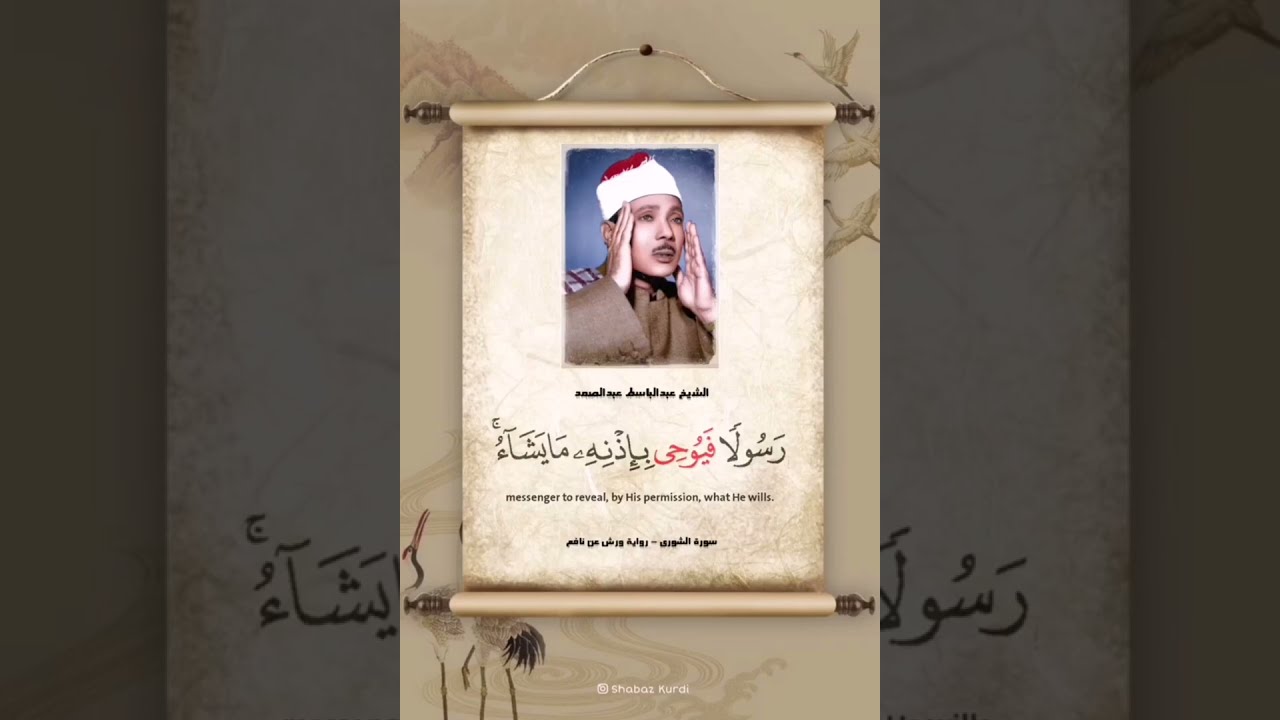 الشيخ عبدالباسط عبدالصمد
رَسُولًا فَيُوحِى بِإِذْنِهِۦ مَا يَشَآءُۚ
messenger to reveal, by His permission, what He wills.
سورة الشورى – رواية ورش عن نافع
Shabaz Kurdi